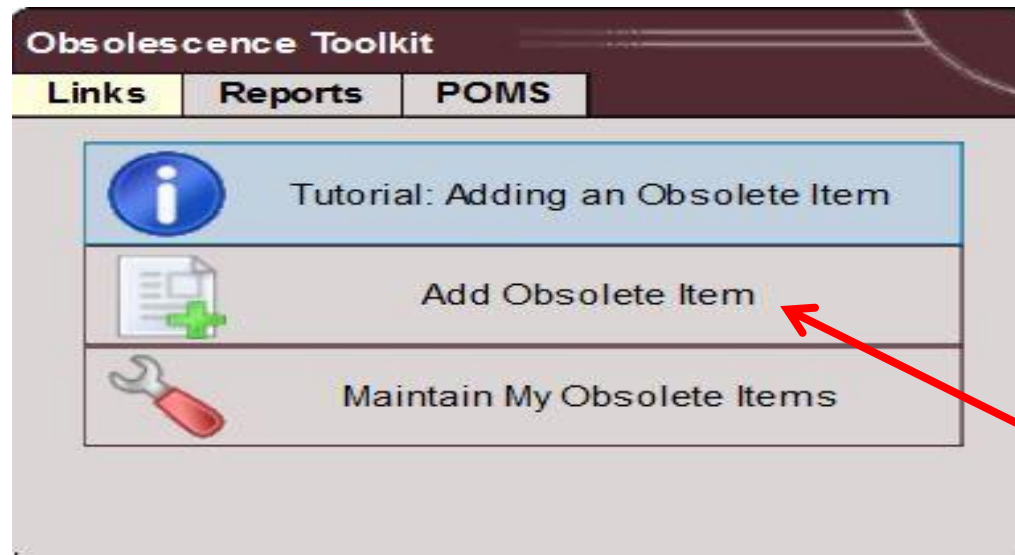 Obsolescence Toolkit
Links Reports POMS
Tutorial: Adding an Obsolete Item
Add Obsolete Item
Maintain My Obsolete Items